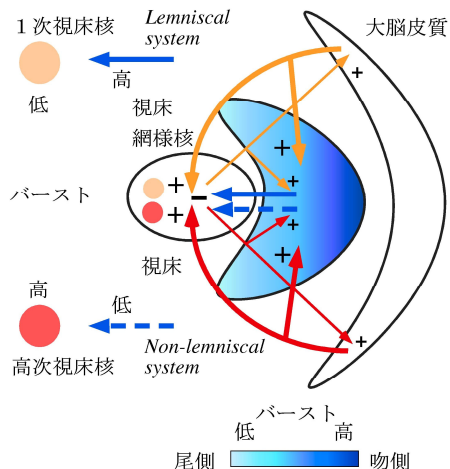 1次視床核
Lemniscal
system
大脳皮質
高
低
視床
網様核
+
+
+
バースト
+
−
+
+
+
視床
高
低
+
高次視床核
Non-lemniscal
system
バースト
低
高
尾側
吻側